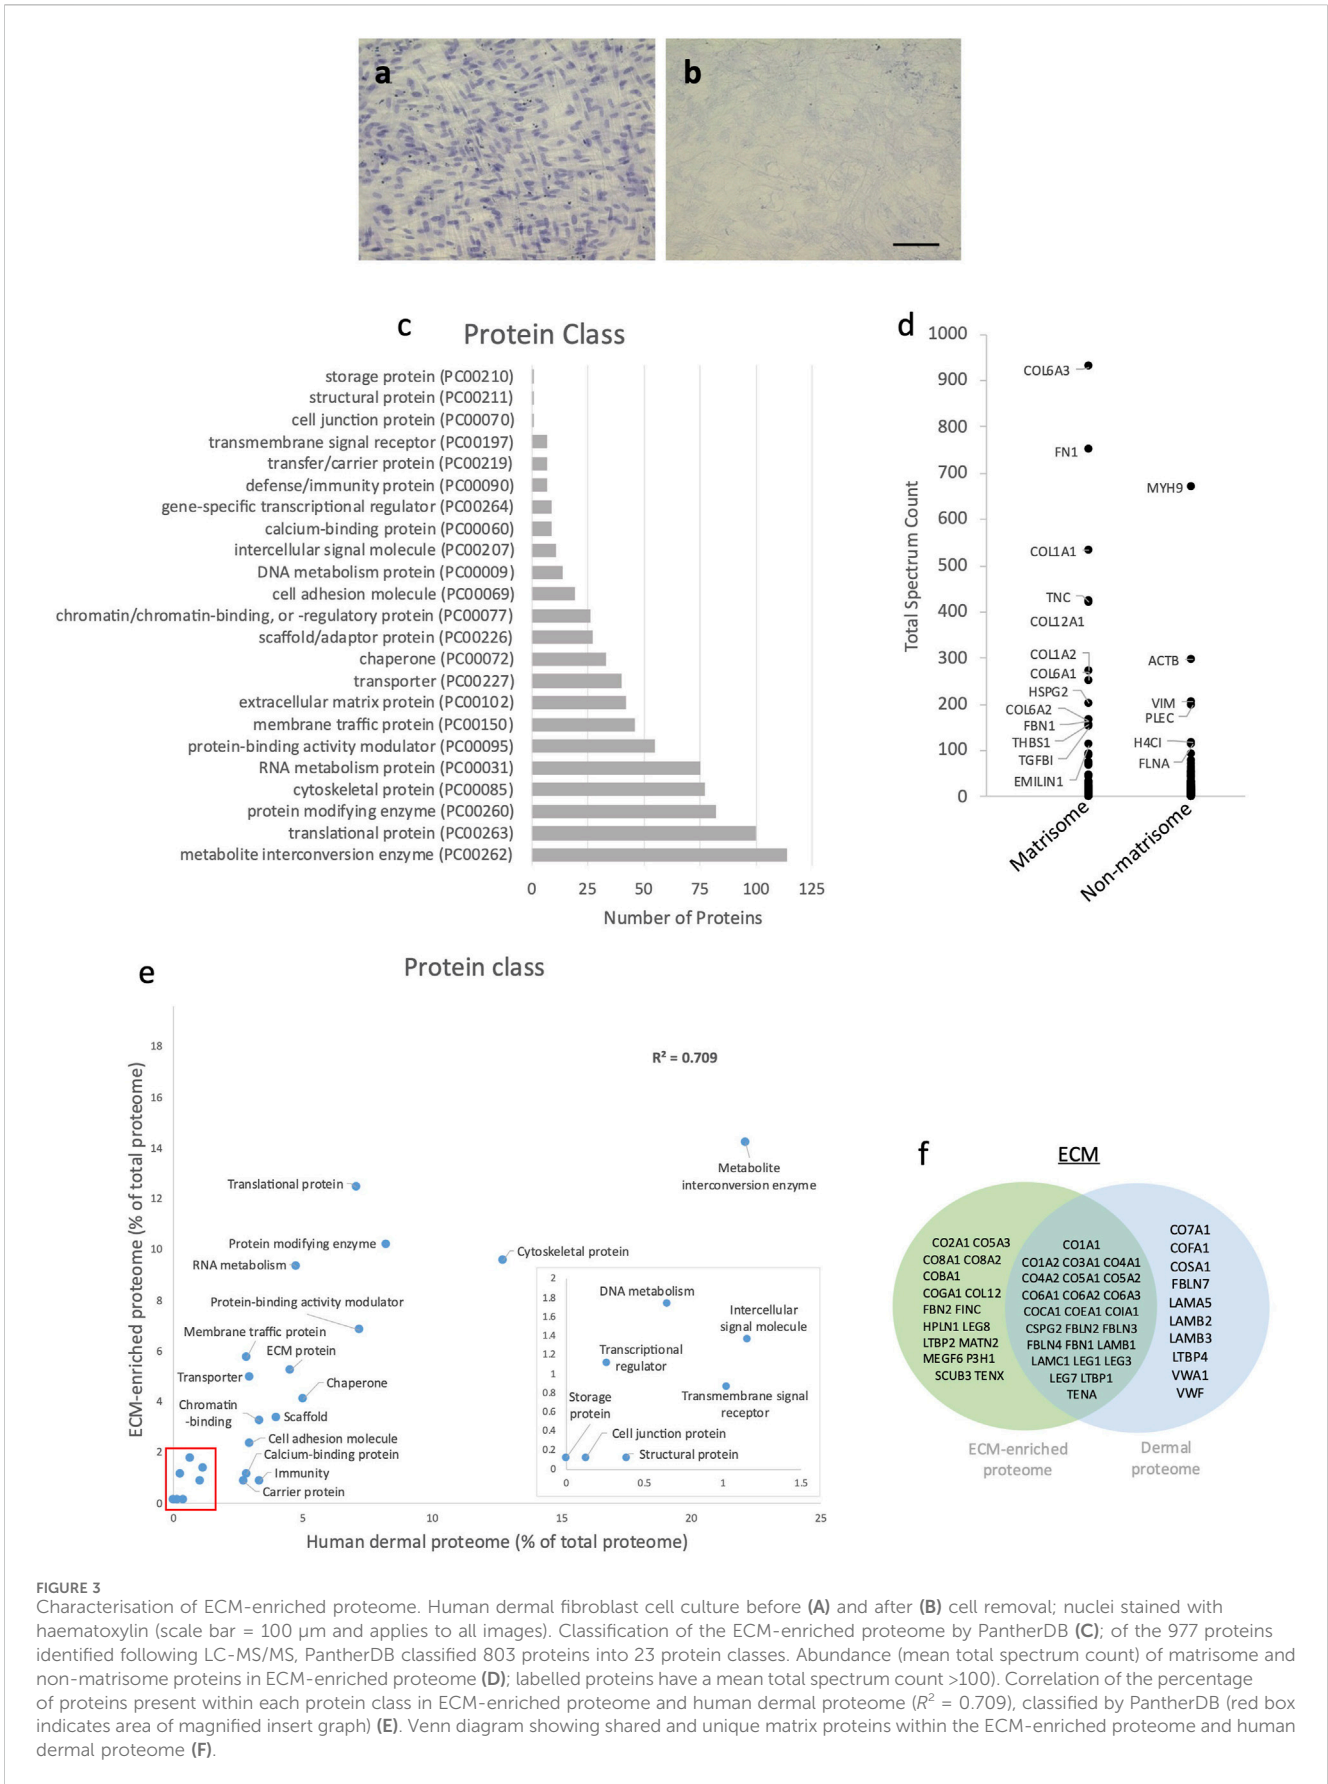 a
b
c
Protein Class
storage protein (PC00210)
structural protein (PC00211)
cell junction protein (PC00070)
transmembrane signal receptor (PC00197)
transfer/carrier protein (PC00219)
defense/immunity protein (PC00090)
gene-specific transcriptional regulator (PC00264)
calcium-binding protein (PC00060)
intercellular signal molecule (PC00207)
DNA metabolism protein (PC00009)
cell adhesion molecule (PC00069)
chromatin/chromatin-binding, or -regulatory protein (PC00077)
scaffold/adaptor protein (PC00226)
chaperone (PC00072)
transporter (PC00227)
extracellular matrix protein (PC00102)
membrane traffic protein (PC00150)
protein-binding activity modulator (PC00095)
RNA metabolism protein (PC00031)
cytoskeletal protein (PC00085)
protein modifying enzyme (PC00260)
translational protein (PC00263)
metabolite interconversion enzyme (PC00262)
0 25 50 75 100 125
Number of Proteins
d
Total Spectrum Count
1000
900
800
700
600
500
400
300
200
100
0
COL6A3
FN1
COL1A1
TNC
COL12A1
COL1A2
COL6A1
HSPG2
COL6A2
FBN1
THBS1
TGFBI
EMILIN1
MYH9
ACTB
VIM
PLEC
H4CI
FLNA
Matrisome
Non-matrisome
e
Protein class
ECM-enriched proteome (% of total proteome)
18
16
14
12
10
8
6
4
2
0
R² = 0.709
Metabolite
interconversion enzyme
Translational protein
Protein modifying enzyme
Cytoskeletal protein
RNA metabolism
Protein-binding activity modulator
Membrane traffic protein
ECM protein
Transporter
Chaperone
Chromatin
-binding
Scaffold
Cell adhesion molecule
Calcium-binding protein
Immunity
Carrier protein
0 5 10 15 20 25
Human dermal proteome (% of total proteome)
2
1.8
1.6
1.4
1.2
1
0.8
0.6
0.4
0.2
0
DNA metabolism
Intercellular
signal molecule
Transcriptional
regulator
Transmembrane signal
receptor
Storage
protein
Cell junction protein
Structural protein
0 0.5 1 1.5
f
ECM
CO2A1 CO5A3
CO8A1 CO8A2
COBA1
COGA1 COL12
FBN2 FINC
HPLN1 LEG8
LTBP2 MATN2
MEGF6 P3H1
SCUB3 TENX
CO1A1
CO1A2 CO3A1 CO4A1
CO4A2 CO5A1 CO5A2
CO6A1 CO6A2 CO6A3
COCA1 COEA1 COIA1
CSPG2 FBLN2 FBLN3
FBLN4 FBN1 LAMB1
LAMC1 LEG1 LEG3
LEG7 LTBP1
TENA
CO7A1
COFA1
COSA1
FBLN7
LAMA5
LAMB2
LAMB3
LTBP4
VWA1
VWF
ECM-enriched
proteome
Dermal
proteome
FIGURE 3
Characterisation of ECM-enriched proteome. Human dermal fibroblast cell culture before (A) and after (B) cell removal; nuclei stained with
haematoxylin (scale bar = 100 µm and applies to all images). Classification of the ECM-enriched proteome by PantherDB (C); of the 977 proteins
identified following LC-MS/MS, PantherDB classified 803 proteins into 23 protein classes. Abundance (mean total spectrum count) of matrisome and
non-matrisome proteins in ECM-enriched proteome (D); labelled proteins have a mean total spectrum count >100). Correlation of the percentage
of proteins present within each protein class in ECM-enriched proteome and human dermal proteome (R² = 0.709), classified by PantherDB (red box
indicates area of magnified insert graph) (E). Venn diagram showing shared and unique matrix proteins within the ECM-enriched proteome and human
dermal proteome (F).